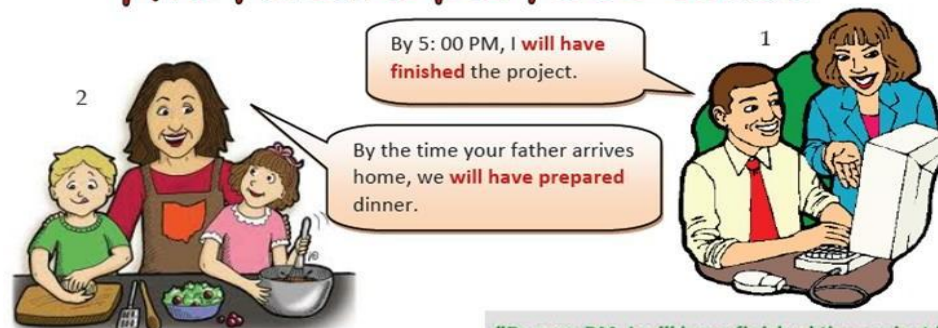 1
By 5: 00 PM, I will have
finished the project.
2
By the time your father arrives
home, we will have prepared
dinner.